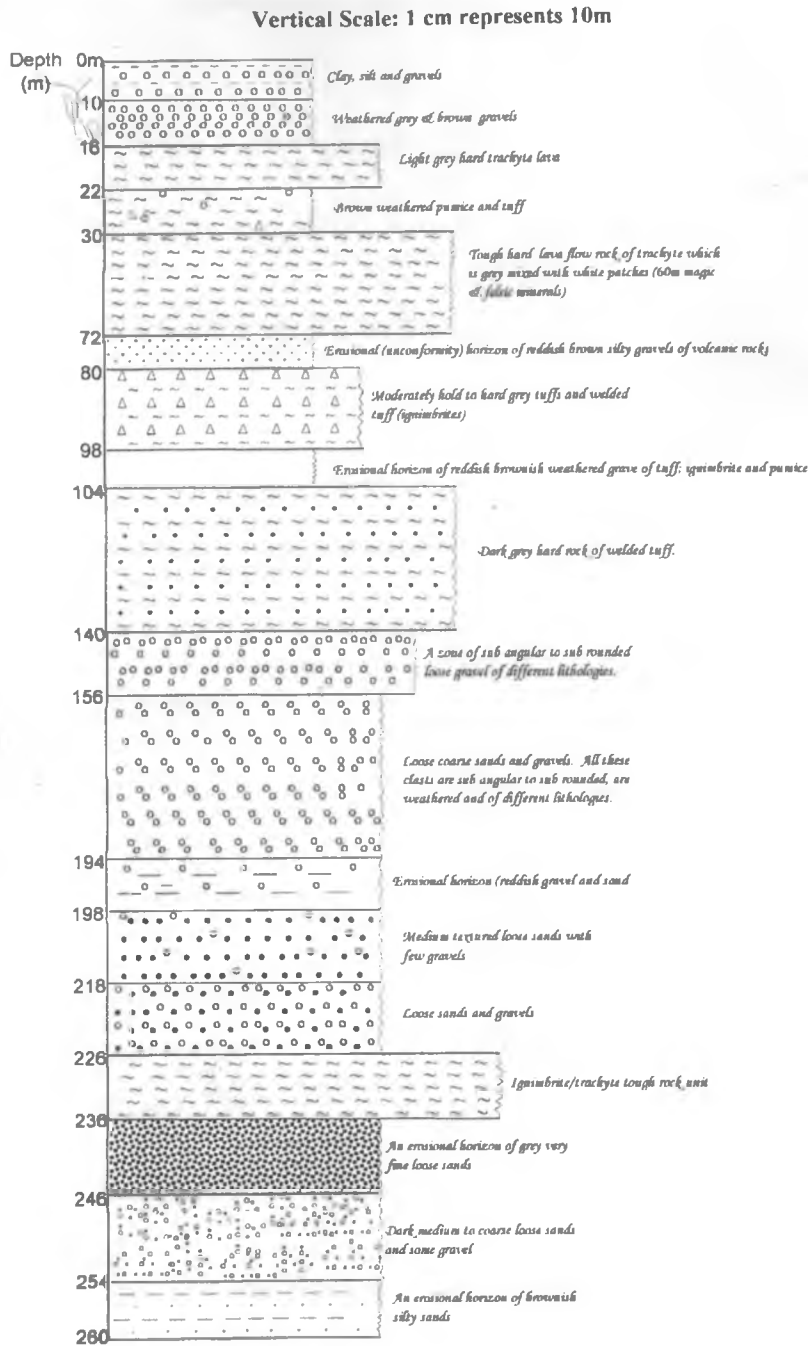 Vertical Scale: 1 cm represents 10m
Depth
(m)
0m
Clay, silt and gravels
10
Weathered grey & brown gravels
16
Light grey hard trachyte lava
22
Brown weathered pumice and tuff
30
Tough hard lava flow rock of trachyte which
is grey mixed with white patches (60m magic
& felsic minerals)
72
Erosional (unconformity) horizon of reddish brown silty gravels of volcanic rocks
80
Moderately hold to hard grey tuffs and welded
tuff (ignimbrites)
98
Erosional horizon of reddish brownish weathered grave of tuff; ignimbrite and pumice
104
Dark grey hard rock of welded tuff.
140
A zone of sub angular to sub rounded
loose gravel of different lithologies.
156
Loose coarse sands and gravels. All these
clasts are sub angular to sub rounded, are
weathered and of different lithologies.
194
Erosional horizon (reddish gravel and sand
198
Medium textured loose sands with
few gravels
218
Loose sands and gravels
226
Ignimbrite/trachyte tough rock unit
236
An erosional horizon of grey very
fine loose sands
246
Dark medium to coarse loose sands
and some gravel
254
An erosional horizon of brownish
silty sands
260